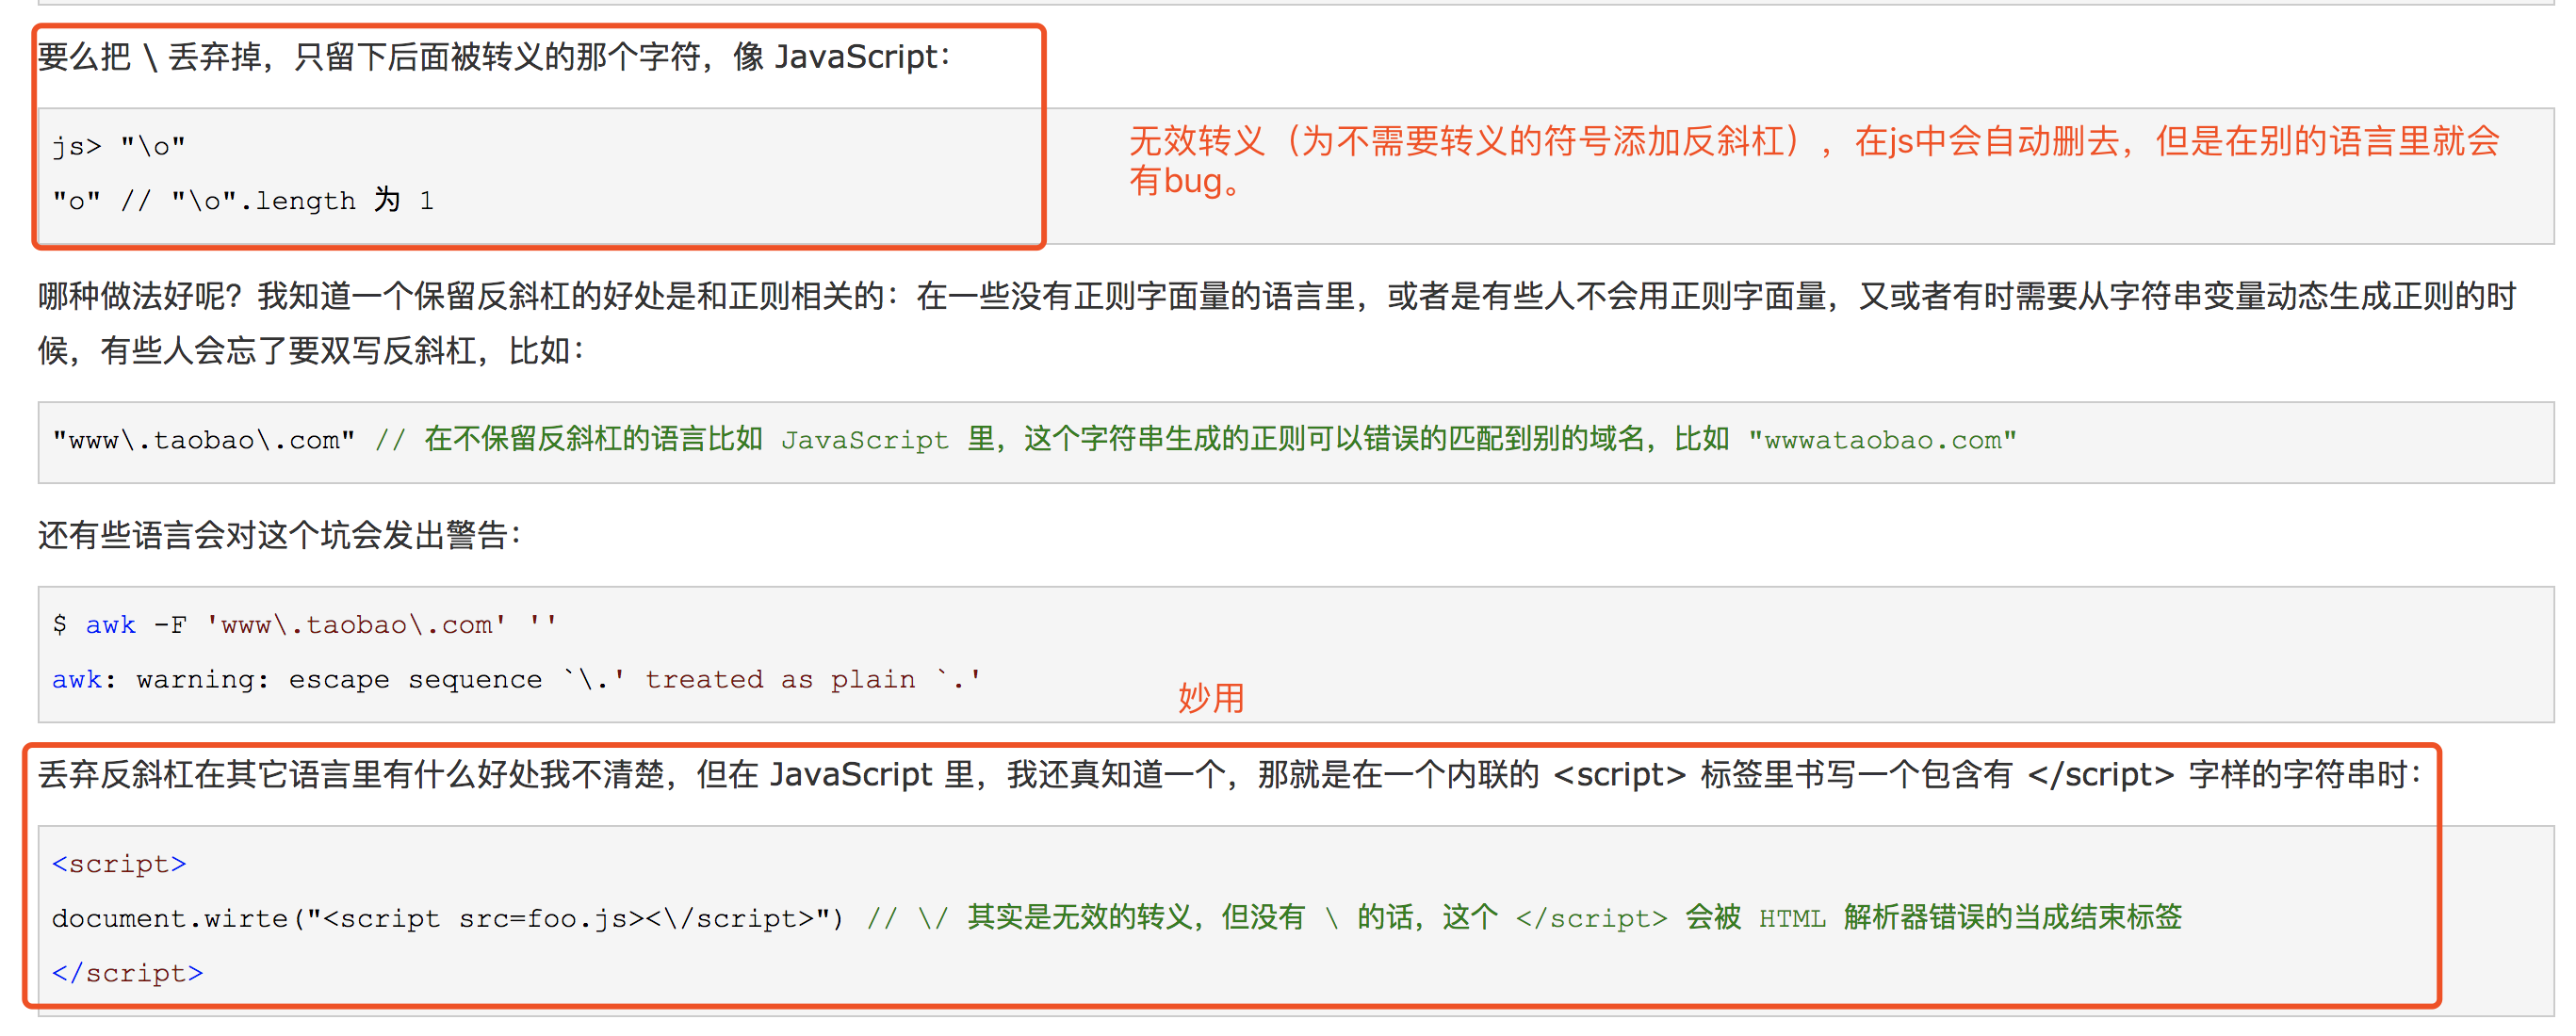 要么把 \ 丢弃掉，只留下后面被转义的那个字符，像 JavaScript：
js> "\o"
"o" // "\o".length 为 1
无效转义（为不需要转义的符号添加反斜杠），在js中会自动删去，但是在别的语言里就会
有bug。
哪种做法好呢？我知道一个保留反斜杠的好处是和正则相关的：在一些没有正则字面量的语言里，或者是有些人不会用正则字面量，又或者有时需要从字符串变量动态生成正则的时
候，有些人会忘了要双写反斜杠，比如：
"www\.taobao\.com" // 在不保留反斜杠的语言比如 JavaScript 里，这个字符串生成的正则可以错误的匹配到别的域名，比如 "wwwataobao.com"
还有些语言会对这个坑会发出警告：
$ awk -F 'www\.taobao\.com' ''
awk: warning: escape sequence `\.' treated as plain `.'
妙用
丢弃反斜杠在其它语言里有什么好处我不清楚，但在 JavaScript 里，我还真知道一个，那就是在一个内联的 <script> 标签里书写一个包含有 </script> 字样的字符串时：
<script>
document.wirte("<script src=foo.js><\/script>") // \/ 其实是无效的转义，但没有 \ 的话，这个 </script> 会被 HTML 解析器错误的当成结束标签
</script>